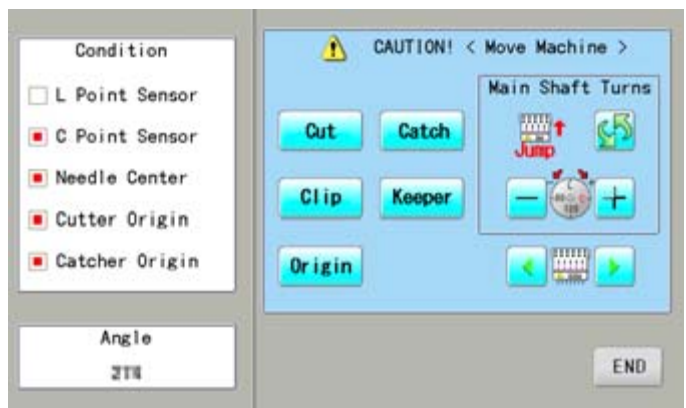 Condition
L Point Sensor
C Point Sensor
Needle Center
Cutter Origin
Catcher Origin
Angle
CAUTION! < Move Machine >
Main Shaft Turns
Cut
Catch
Jump
Clip
Keeper
Origin
END